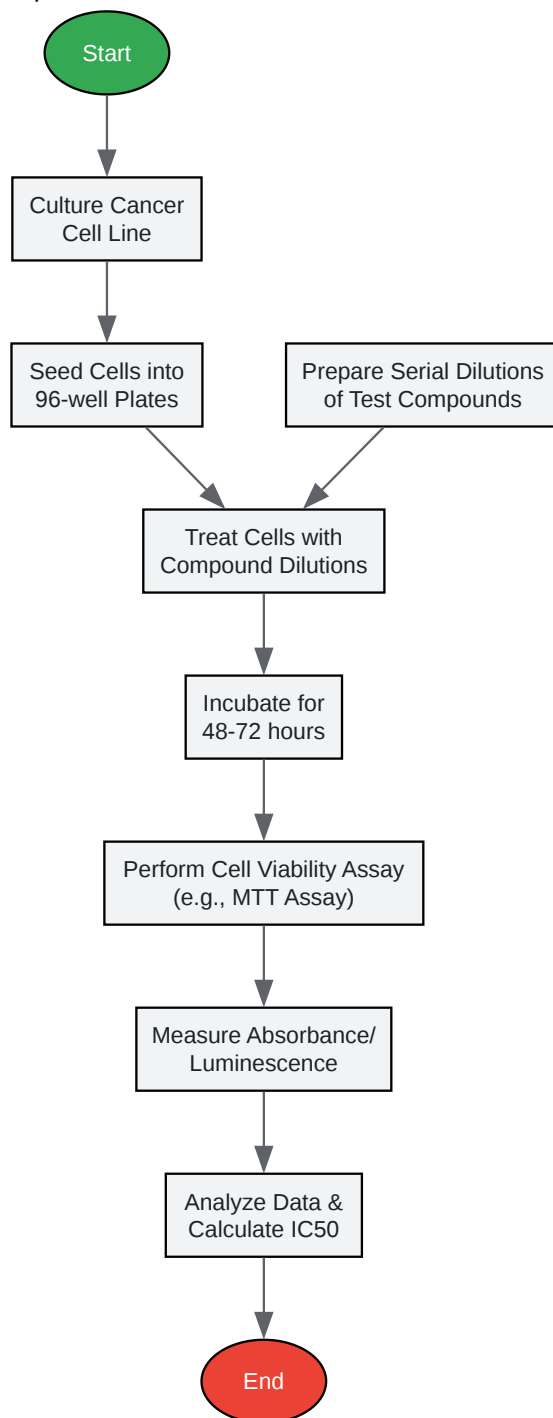 Start
Culture Cancer
Cell Line
Seed Cells into
96-well Plates
Prepare Serial Dilutions
of Test Compounds
Treat Cells with
Compound Dilutions
Incubate for
48-72 hours
Perform Cell Viability Assay
(e.g., MTT Assay)
Measure Absorbance/
Luminescence
Analyze Data &
Calculate IC50
End